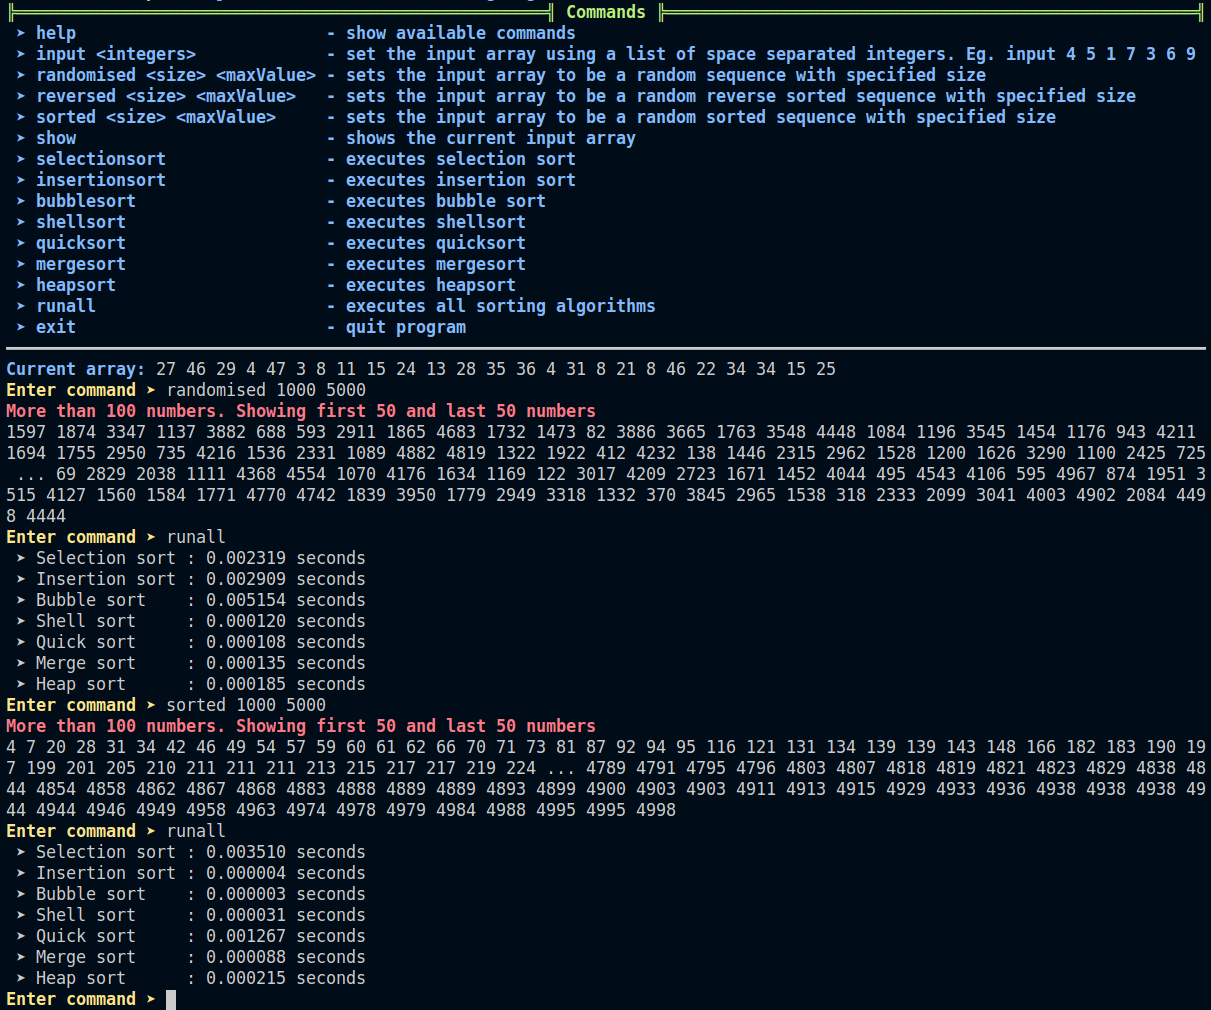 Commands
➤ help - show available commands
➤ input <integers> - set the input array using a list of space separated integers. Eg. input 4 5 1 7 3 6 9
➤ randomised <size> <maxValue> - sets the input array to be a random sequence with specified size
➤ reversed <size> <maxValue> - sets the input array to be a random reverse sorted sequence with specified size
➤ sorted <size> <maxValue> - sets the input array to be a random sorted sequence with specified size
➤ show - shows the current input array
➤ selectionsort - executes selection sort
➤ insertionsort - executes insertion sort
➤ bubblesort - executes bubble sort
➤ shellsort - executes shellsort
➤ quicksort - executes quicksort
➤ mergesort - executes mergesort
➤ heapsort - executes heapsort
➤ runall - executes all sorting algorithms
➤ exit - quit program
Current array: 27 46 29 4 47 3 8 11 15 24 13 28 35 36 4 31 8 21 8 46 22 34 34 15 25
Enter command ➤ randomised 1000 5000
More than 100 numbers. Showing first 50 and last 50 numbers
1597 1874 3347 1137 3882 688 593 2911 1865 4683 1732 1473 82 3886 3665 1763 3548 4448 1084 1196 3545 1454 1176 943 4211
1694 1755 2950 735 4216 1536 2331 1089 4882 4819 1322 1922 412 4232 138 1446 2315 2962 1528 1200 1626 3290 1100 2425 725
... 69 2829 2038 1111 4368 4554 1070 4176 1634 1169 122 3017 4209 2723 1671 1452 4044 495 4543 4106 595 4967 874 1951 3
515 4127 1560 1584 1771 4770 4742 1839 3950 1779 2949 3318 1332 370 3845 2965 1538 318 2333 2099 3041 4003 4902 2084 449
8 4444
Enter command ➤ runall
➤ Selection sort : 0.002319 seconds
➤ Insertion sort : 0.002909 seconds
➤ Bubble sort : 0.005154 seconds
➤ Shell sort : 0.000120 seconds
➤ Quick sort : 0.000108 seconds
➤ Merge sort : 0.000135 seconds
➤ Heap sort : 0.000185 seconds
Enter command ➤ sorted 1000 5000
More than 100 numbers. Showing first 50 and last 50 numbers
4 7 20 28 31 34 42 46 49 54 57 59 60 61 62 66 70 71 73 81 87 92 94 95 116 121 131 134 139 139 143 148 166 182 183 190 19
7 199 201 205 210 211 211 211 213 215 217 217 219 224 ... 4789 4791 4795 4796 4803 4807 4818 4819 4821 4823 4829 4838 48
44 4854 4858 4862 4867 4868 4883 4888 4889 4889 4893 4899 4900 4903 4903 4911 4913 4915 4929 4933 4936 4938 4938 4938 49
44 4944 4946 4949 4958 4963 4974 4978 4979 4984 4988 4995 4995 4998
Enter command ➤ runall
➤ Selection sort : 0.003510 seconds
➤ Insertion sort : 0.000004 seconds
➤ Bubble sort : 0.000003 seconds
➤ Shell sort : 0.000031 seconds
➤ Quick sort : 0.001267 seconds
➤ Merge sort : 0.000088 seconds
➤ Heap sort : 0.000215 seconds
Enter command ➤